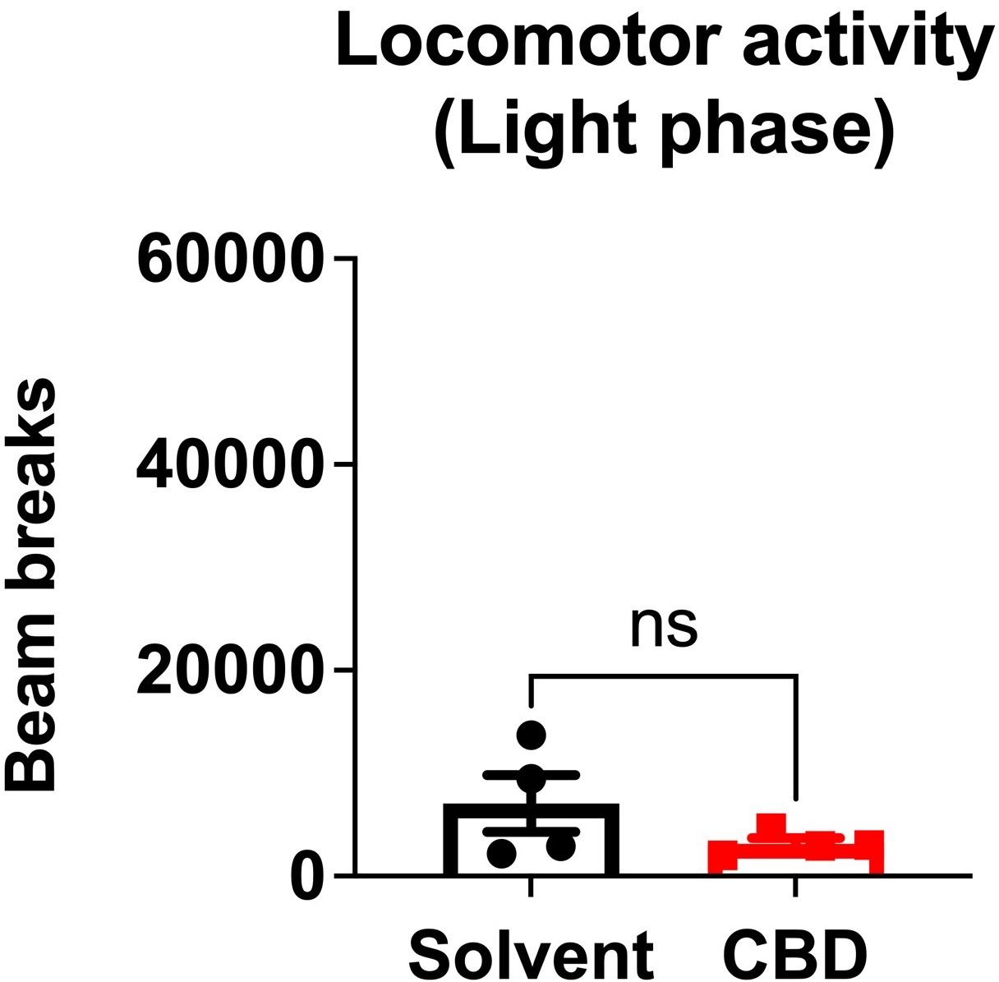 Locomotor activity
(Light phase)
60000
40000
20000
0
Beam breaks
ns
Solvent
CBD